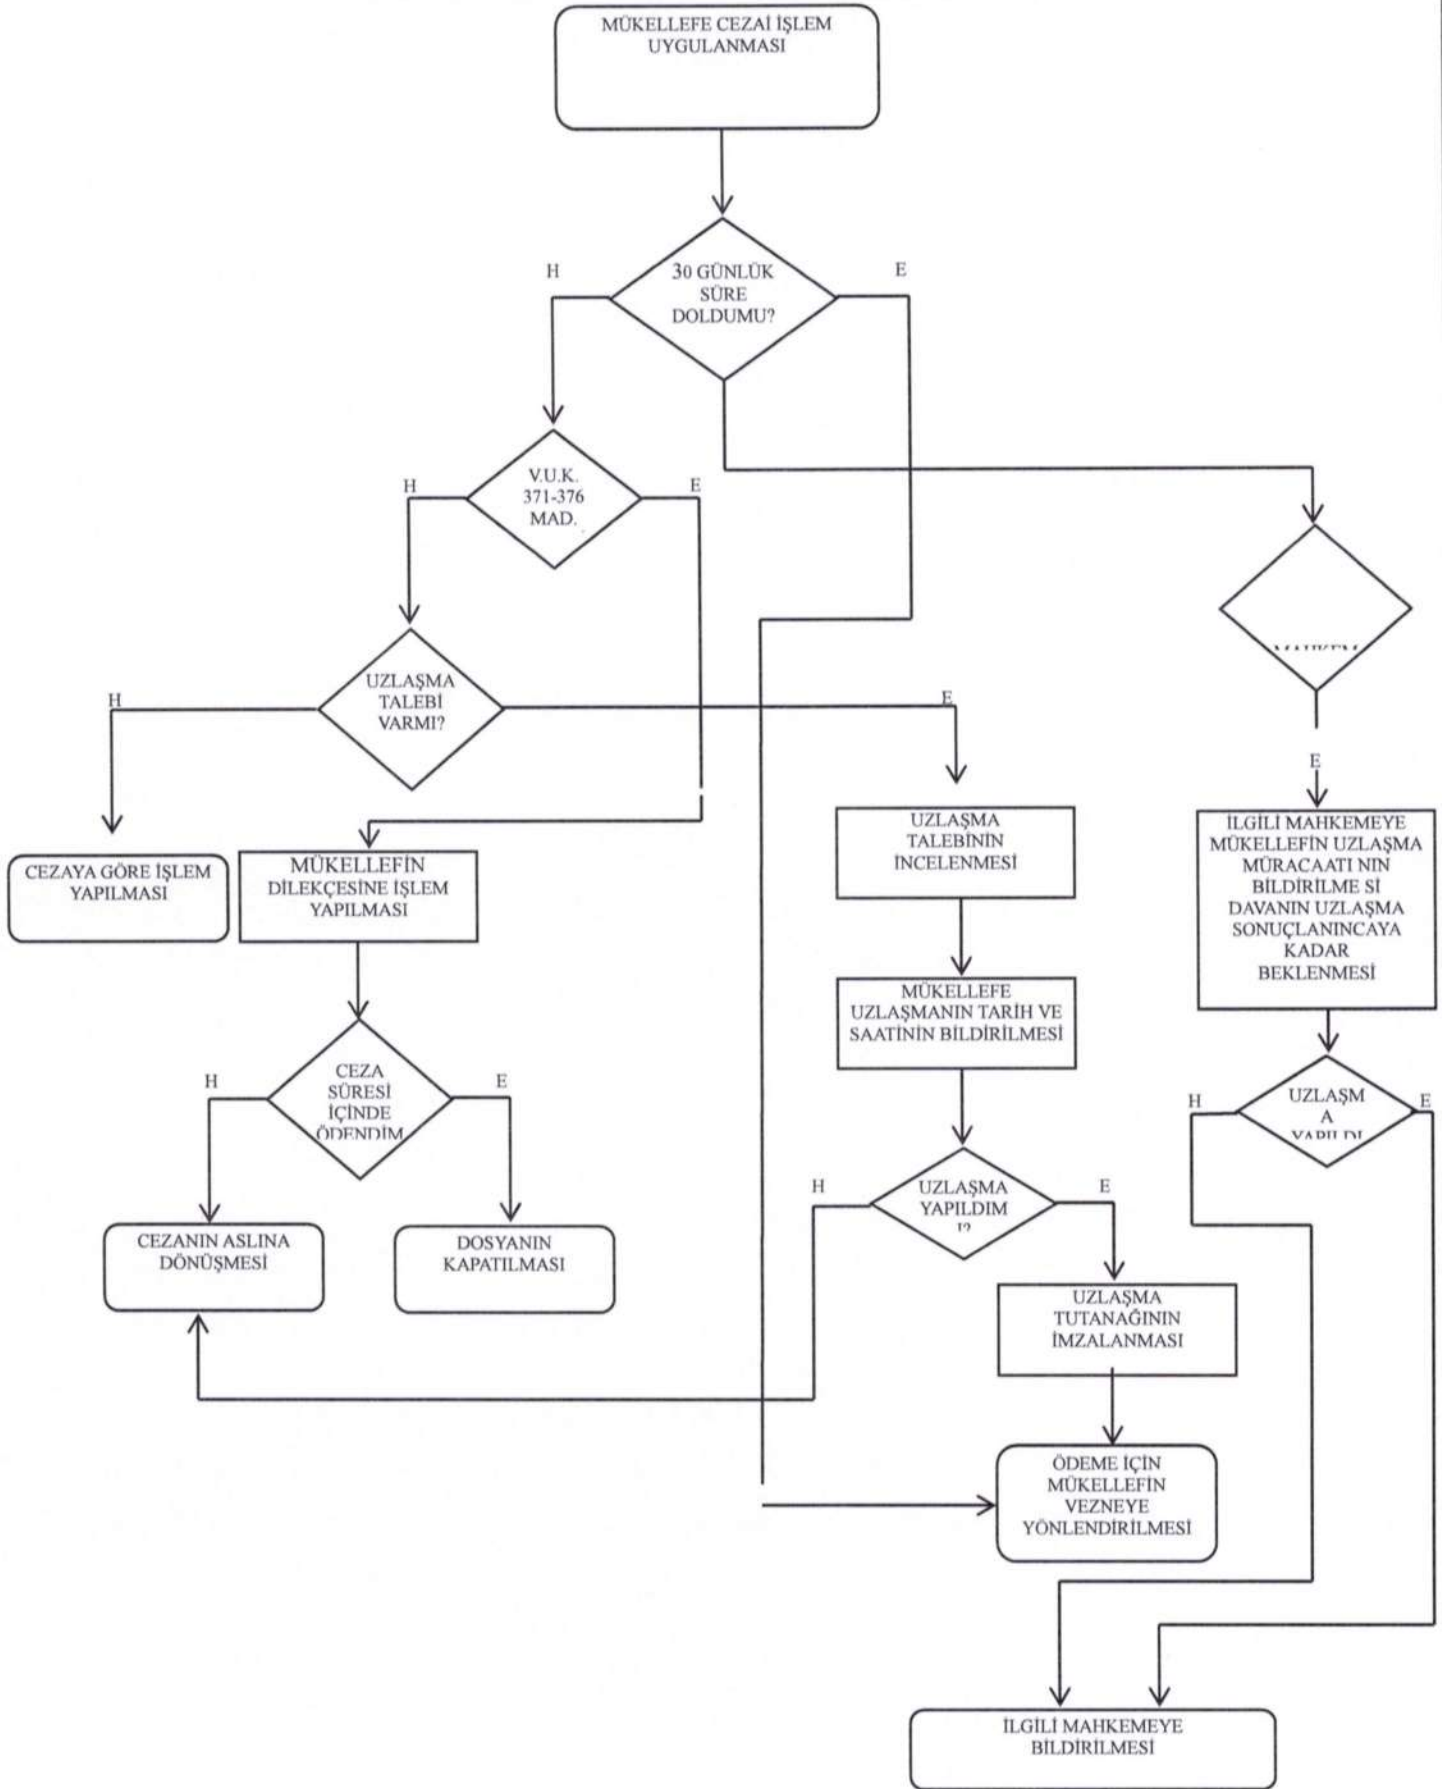 MÜKELLEFE CEZAİ İŞLEM
UYGULANMASI
H
E
30 GÜNLÜK
SÜRE
DOLDUMU?
H
E
V.U.K.
371-376
MAD.
H
E
UZLAŞMA
TALEBİ
VARMI?
E
CEZAYA GÖRE İŞLEM
YAPILMASI
MÜKELLEFİN
DİLEKÇESİNE İŞLEM
YAPILMASI
UZLAŞMA
TALEBİNİN
İNCELENMESİ
İLGİLİ MAHKEMEYE
MÜKELLEFİN UZLAŞMA
MÜRACAATI NIN
BİLDİRİLME Sİ
DAVANIN UZLAŞMA
SONUÇLANINCAYA
KADAR
BEKLENMESİ
MÜKELLEFE
UZLAŞMANIN TARİH VE
SAATİNİN BİLDİRİLMESİ
H
E
CEZA
SÜRESİ
İÇİNDE
ÖDENDİM
H
E
UZLAŞM
A
YAPILDI
H
E
UZLAŞMA
YAPILDIM
I?
CEZANIN ASLINA
DÖNÜŞMESİ
DOSYANIN
KAPATILMASI
UZLAŞMA
TUTANAĞININ
İMZALANMASI
ÖDEME İÇİN
MÜKELLEFİN
VEZNEYE
YÖNLENDİRİLMESİ
İLGİLİ MAHKEMEYE
BİLDİRİLMESİ